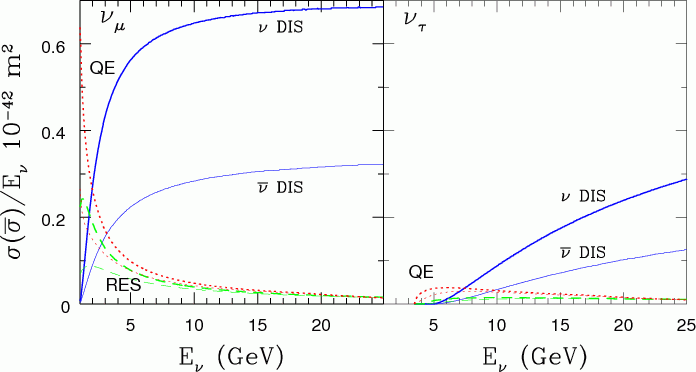 ν_μ
ν DIS
QE
ν̅ DIS
RES
σ(σ̅)/E_ν 10^-42 m^2
0.6
0.4
0.2
0
5 10 15 20
E_ν (GeV)
ν_τ
ν DIS
ν̅ DIS
QE
5 10 15 20 25
E_ν (GeV)